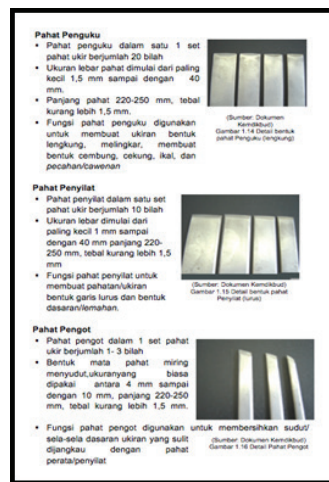 Pahat Penguku
• Pahat penguku dalam satu 1 set
pahat ukir berjumlah 20 bilah
• Ukuran lebar pahat dimulai dari paling
kecil 1,5 mm sampai dengan 40
mm.
• Panjang pahat 220-250 mm, tebal
kurang lebih 1,5 mm.
• Fungsi pahat penguku digunakan
untuk membuat ukiran bentuk
lengkung, melingkar, membuat
bentuk cembung, cekung, ikal, dan
pecahan/cawenan
(Sumber: Dokumen
Kemdikbud)
Gambar 1.14 Detail bentuk
pahat Penguku (lengkung)
Pahat Penyilat
• Pahat penyilat dalam satu set
pahat ukir berjumlah 10 bilah
• Ukuran lebar dimulai dari
paling kecil 1 mm sampai
dengan 40 mm panjang 220-
250 mm, tebal kurang lebih 1,5
mm
• Fungsi pahat penyilat untuk
membuat pahatan/ukiran
bentuk garis lurus dan bentuk
dasaran/lemahan.
(Sumber: Dokumen Kemdikbud)
Gambar 1.15 Detail bentuk pahat
Penyilat (lurus)
Pahat Pengot
• Pahat pengot dalam 1 set pahat
ukir berjumlah 1- 3 bilah
• Bentuk mata pahat miring
menyudut,ukuranyang biasa
dipakai antara 4 mm sampai
dengan 10 mm, panjang 220-250
mm, tebal kurang lebih 1,5 mm.
• Fungsi pahat pengot digunakan untuk membersihkan sudut/
sela-sela dasaran ukiran yang sulit
dijangkau dengan pahat
perata/penyilat
(Sumber: Dokumen Kemdikbud)
Gambar 1.16 Detail Pahat Pengot